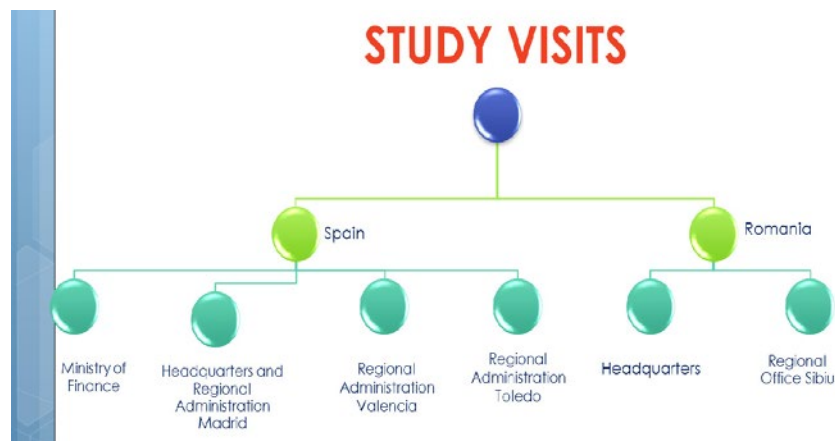 STUDY VISITS
Spain
Romania
Ministry of
Finance
Headquarters and
Regional
Administration
Madrid
Regional
Administration
Valencia
Regional
Administration
Toledo
Headquarters
Regional
Office Sibiu